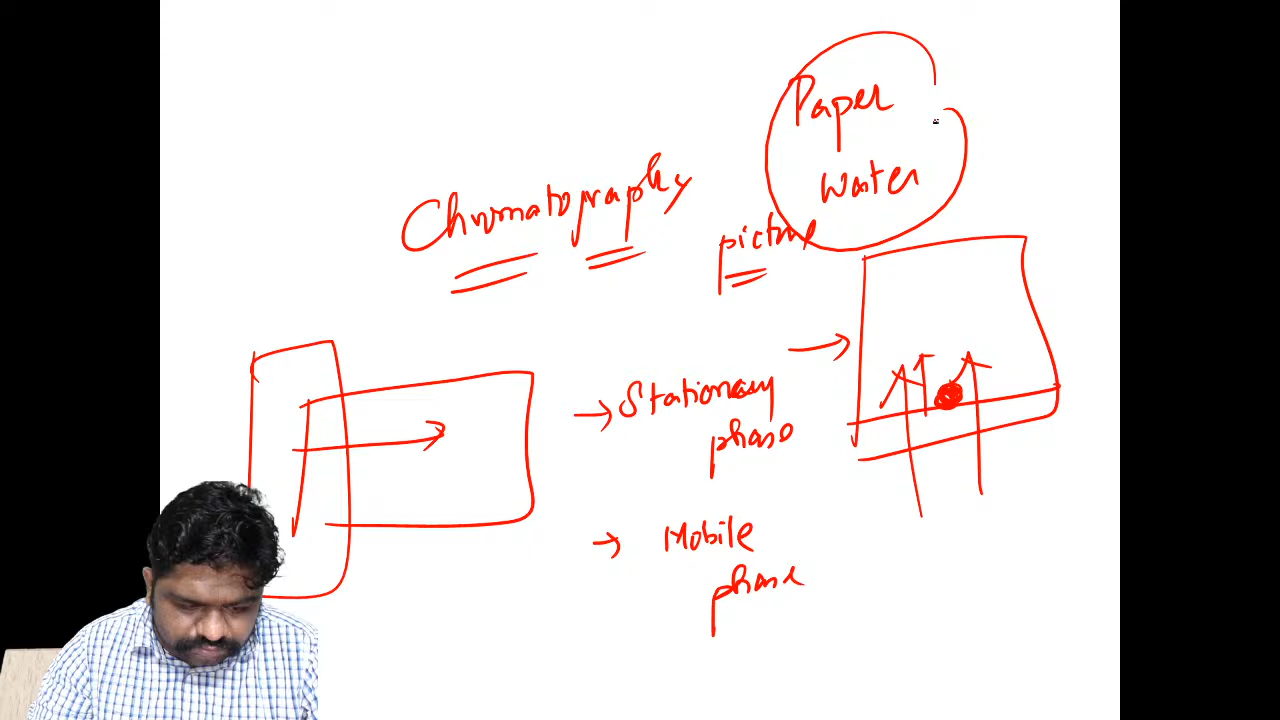 Paper
Water
Chromatography
picture
→ Stationary
phase
→ Mobile
phase